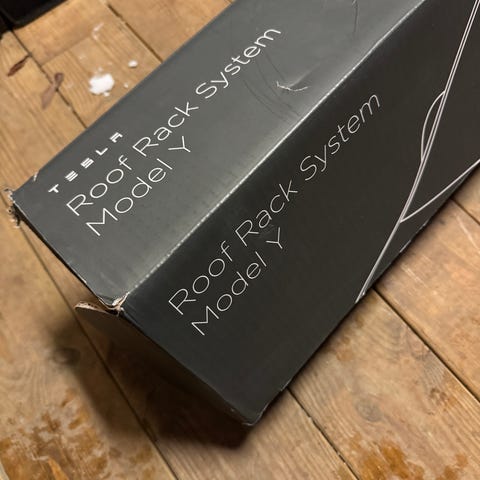 TESLA
Roof Rack System
Model Y
Roof Rack System
Model Y